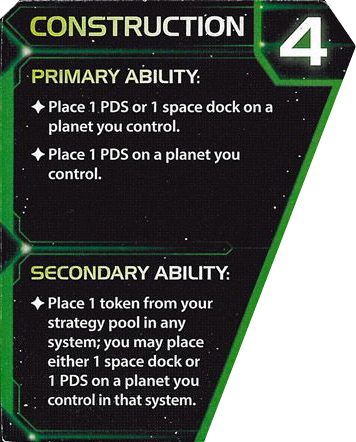 CONSTRUCTION
4
PRIMARY ABILITY:
Place 1 PDS or 1 space dock on a
planet you control.
Place 1 PDS on a planet you
control.
SECONDARY ABILITY:
Place 1 token from your
strategy pool in any
system; you may place
either 1 space dock or
1 PDS on a planet you
control in that system.